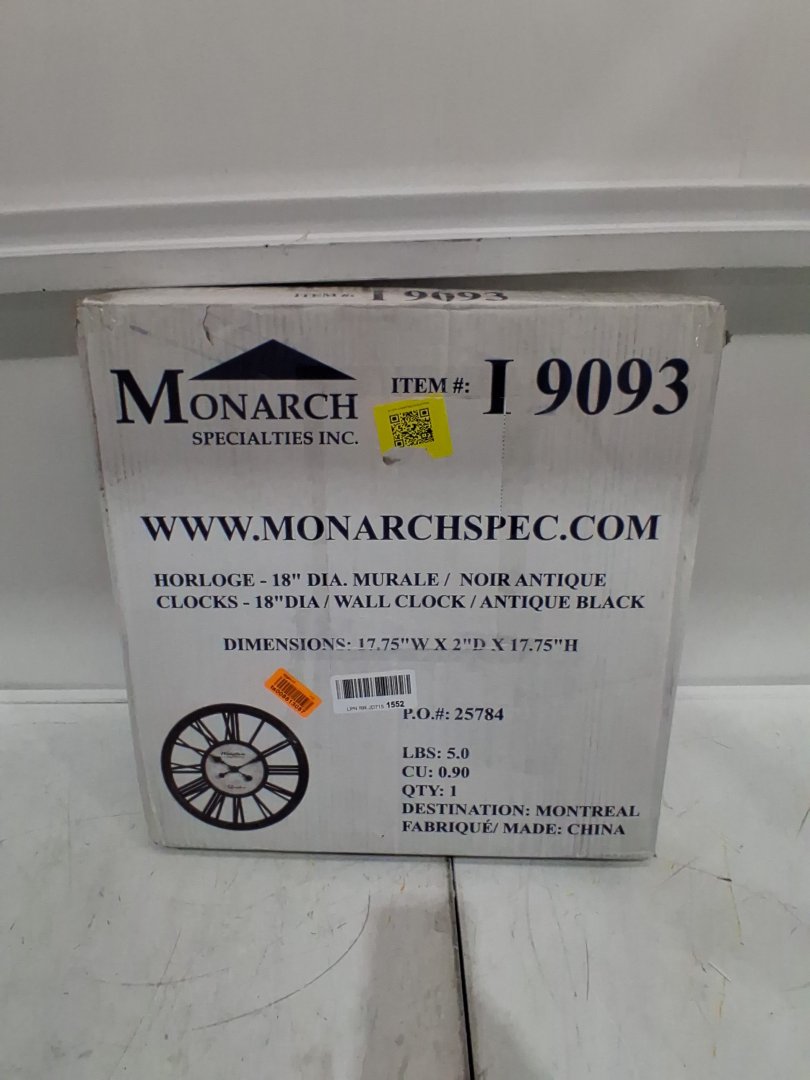 ITEM #: I 9093
MONARCH
SPECIALTIES INC.
ITEM #: I 9093
WWW.MONARCHSPEC.COM
HORLOGE - 18" DIA. MURALE / NOIR ANTIQUE
CLOCKS - 18"DIA / WALL CLOCK / ANTIQUE BLACK
DIMENSIONS: 17.75"W X 2"D X 17.75"H
1552
P.O.#: 25784
LBS: 5.0
CU: 0.90
QTY: 1
DESTINATION: MONTREAL
FABRIQUÉ/ MADE: CHINA